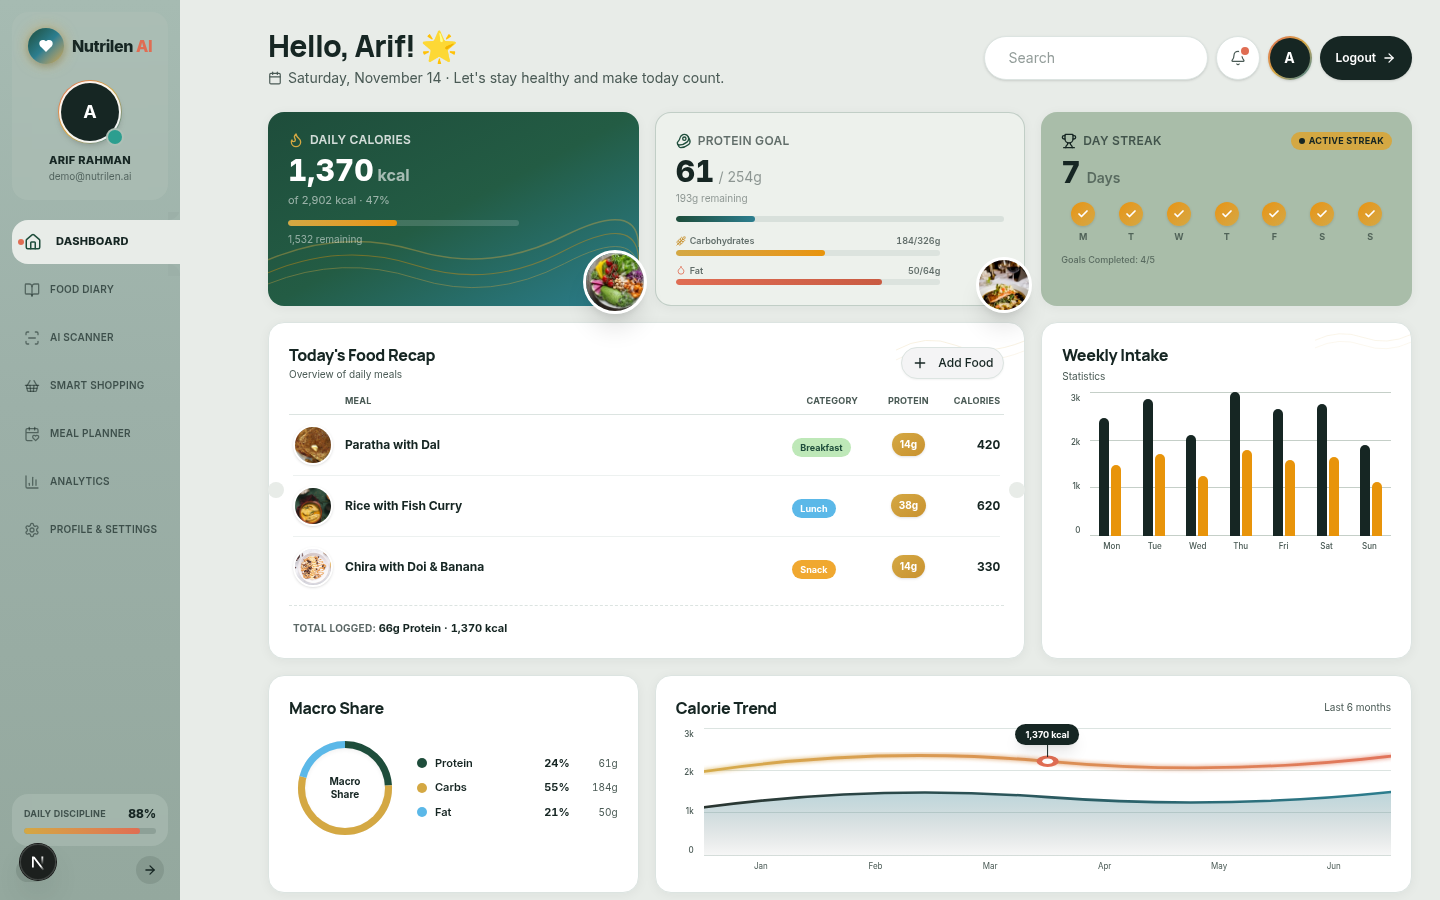 Nutrilen AI
A
ARIF RAHMAN
demo@nutrilen.ai
DASHBOARD
FOOD DIARY
AI SCANNER
SMART SHOPPING
MEAL PLANNER
ANALYTICS
PROFILE & SETTINGS
DAILY DISCIPLINE 88%
N
Hello, Arif! 🌟
Saturday, November 14 · Let's stay healthy and make today count.
Search
A
Logout →
DAILY CALORIES
1,370 kcal
of 2,902 kcal · 47%
1,532 remaining
PROTEIN GOAL
61 / 254g
193g remaining
Carbohydrates 184/326g
Fat 50/64g
DAY STREAK
ACTIVE STREAK
7 Days
M T W T F S S
Goals Completed: 4/5
Today's Food Recap
Overview of daily meals
+ Add Food
MEAL CATEGORY PROTEIN CALORIES
Paratha with Dal Breakfast 14g 420
Rice with Fish Curry Lunch 38g 620
Chira with Doi & Banana Snack 14g 330
TOTAL LOGGED: 66g Protein · 1,370 kcal
Weekly Intake
Statistics
3k
2k
1k
0
Mon Tue Wed Thu Fri Sat Sun
Macro Share
Macro
Share
Protein 24% 61g
Carbs 55% 184g
Fat 21% 50g
Calorie Trend
Last 6 months
1,370 kcal
3k
2k
1k
0
Jan Feb Mar Apr May Jun